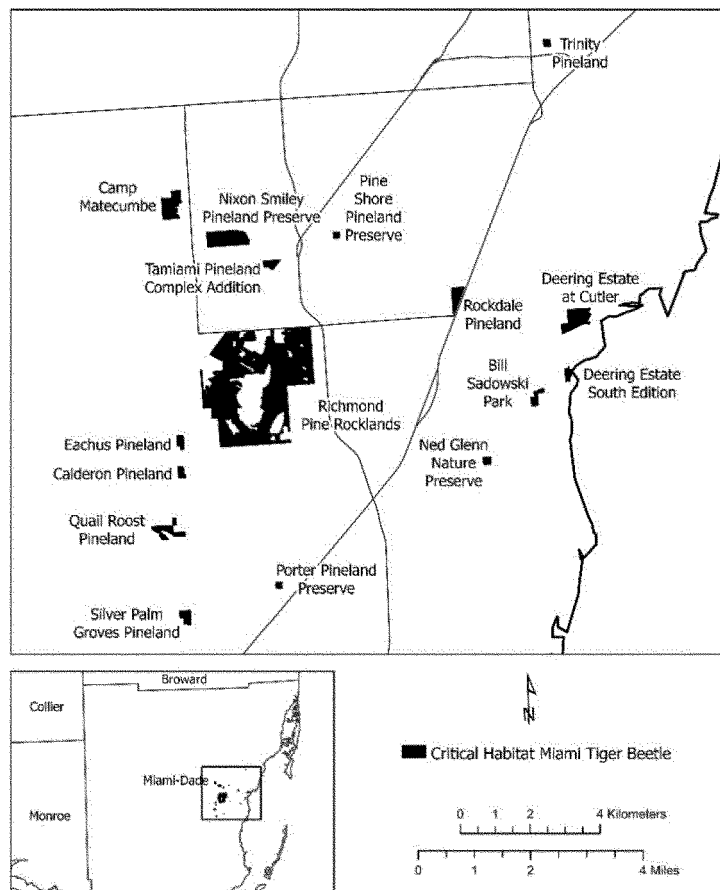 Trinity
Pineland
Camp
Matecumbe
Nixon Smiley
Pineland Preserve
Pine
Shore
Pineland
Preserve
Tamiami Pineland
Complex Addition
Rockdale
Pineland
Deering Estate
at Cutler
Bill
Sadowski
Park
Deering Estate
South Edition
Richmond
Pine Rocklands
Eachus Pineland
Calderon Pineland
Ned Glenn
Nature
Preserve
Quail Roost
Pineland
Porter Pineland
Preserve
Silver Palm
Groves Pineland
Broward
Collier
Miami-Dade
Monroe
N
Critical Habitat Miami Tiger Beetle
0 1 2 4 Kilometers
0 1 2 4 Miles